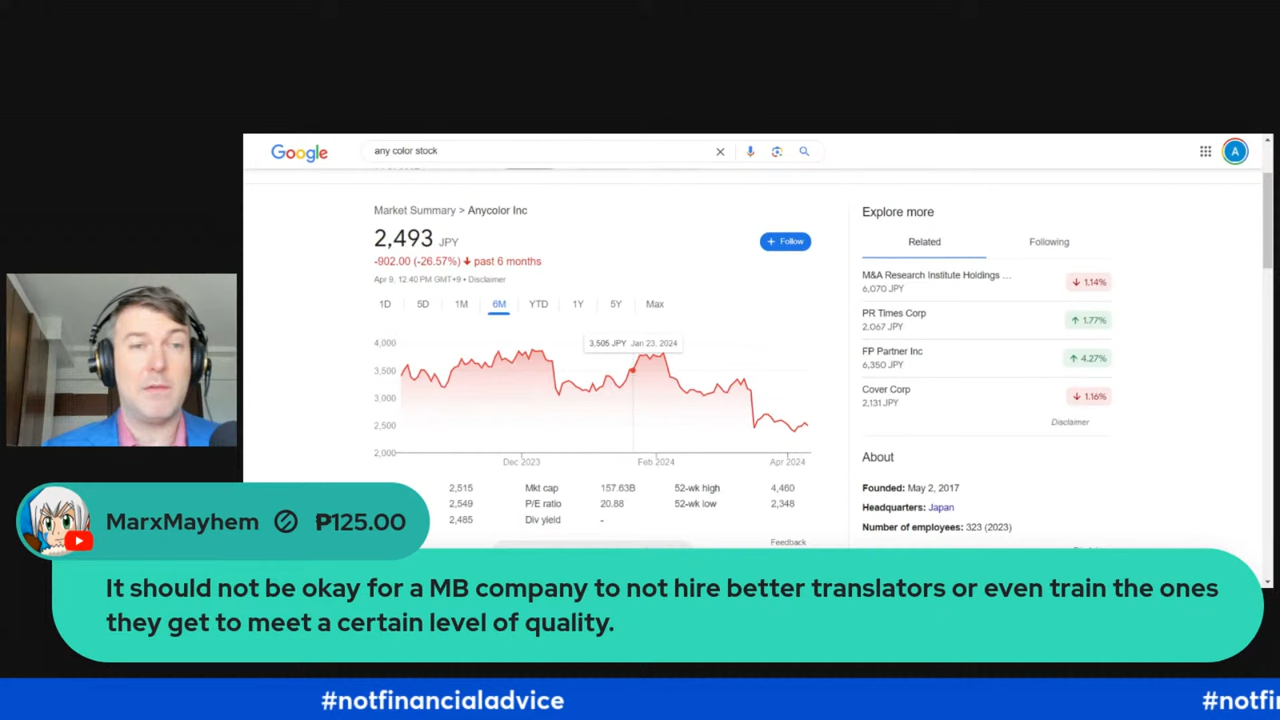 Google
any color stock
A
Market Summary > Anycolor Inc
2,493 JPY
-902.00 (-26.57%) ↓ past 6 months
Apr 9, 12:40 PM GMT+9 • Disclaimer
+ Follow
1D 5D 1M 6M YTD 1Y 5Y Max
3,505 JPY Jan 23, 2024
4,000
3,500
3,000
2,500
2,000
Dec 2023 Feb 2024 Apr 2024
2,515 Mkt cap 157.63B 52-wk high 4,460
2,549 P/E ratio 20.88 52-wk low 2,348
2,485 Div yield -
Feedback
Explore more
Related Following
M&A Research Institute Holdings ...
6,070 JPY
↓ 1.14%
PR Times Corp
2,067 JPY
↑ 1.77%
FP Partner Inc
6,350 JPY
↑ 4.27%
Cover Corp
2,131 JPY
↓ 1.16%
Disclaimer
About
Founded: May 2, 2017
Headquarters: Japan
Number of employees: 323 (2023)
MarxMayhem ₱125.00
It should not be okay for a MB company to not hire better translators or even train the ones
they get to meet a certain level of quality.
#notfinancialadvice
#notfi